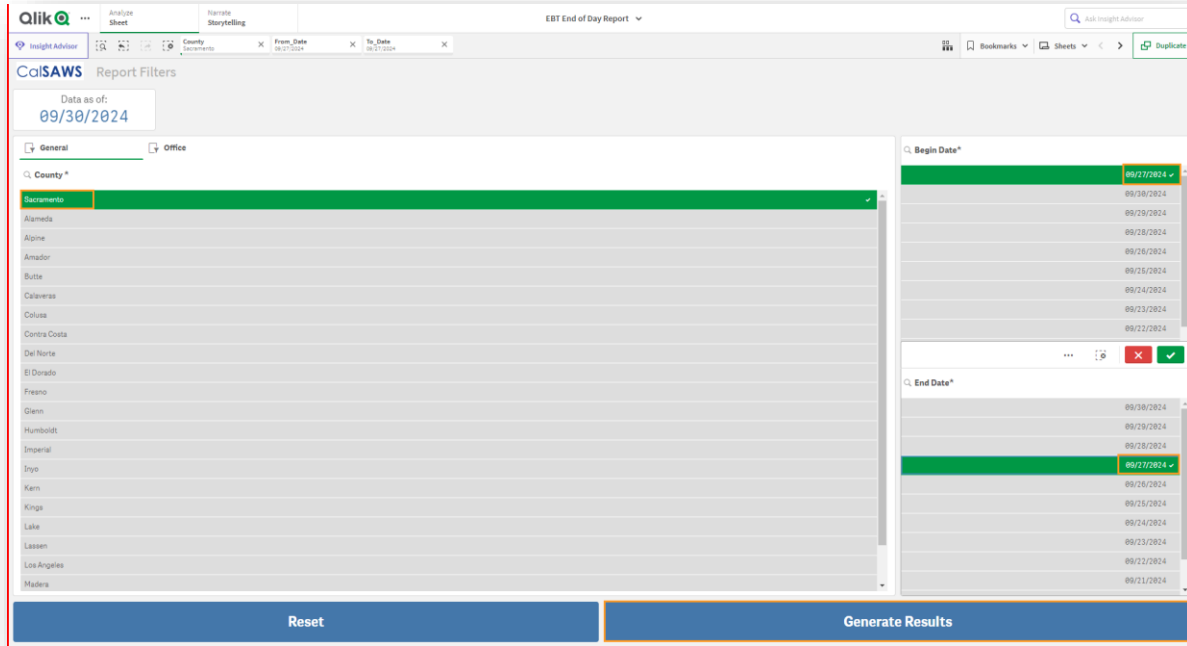 Qlik Q ... Analyze Sheet Narrate Storytelling EBT End of Day Report Ask Insight Advisor
Insight Advisor County Sacramento From_Date 09/27/2024 To_Date 09/27/2024 Bookmarks Sheets Duplicate
CalSAWS Report Filters
Data as of:
09/30/2024
General Office
County *
Sacramento
Alameda
Alpine
Amador
Butte
Calaveras
Colusa
Contra Costa
Del Norte
El Dorado
Fresno
Glenn
Humboldt
Imperial
Inyo
Kern
Kings
Lake
Lassen
Los Angeles
Madera
Begin Date*
09/27/2024
09/30/2024
09/29/2024
09/28/2024
09/26/2024
09/25/2024
09/24/2024
09/23/2024
09/22/2024
End Date*
09/30/2024
09/29/2024
09/28/2024
09/27/2024
09/26/2024
09/25/2024
09/24/2024
09/23/2024
09/22/2024
09/21/2024
Reset Generate Results